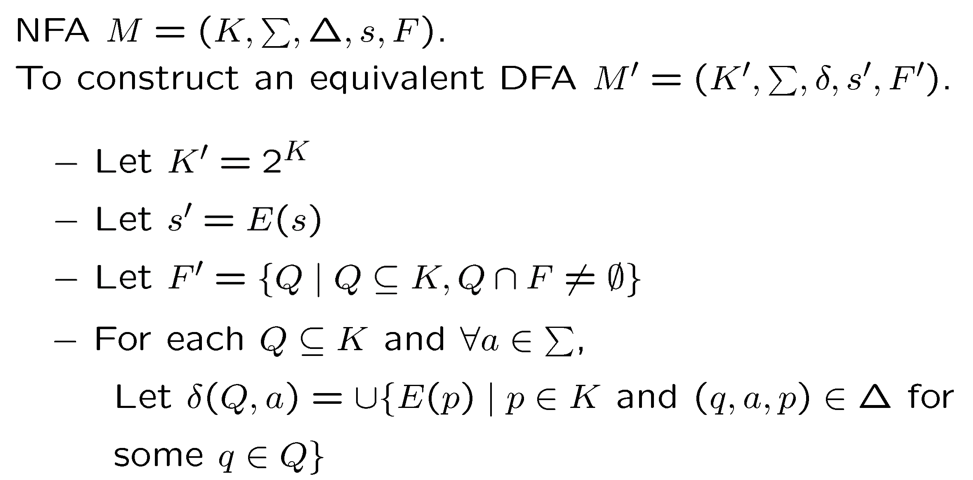 NFA M = (K, Σ, Δ, s, F).
To construct an equivalent DFA M′ = (K′, Σ, δ, s′, F′).
– Let K′ = 2^K
– Let s′ = E(s)
– Let F′ = {Q | Q ⊆ K, Q ∩ F ≠ ∅}
– For each Q ⊆ K and ∀a ∈ Σ,
Let δ(Q, a) = ∪{E(p) | p ∈ K and (q, a, p) ∈ Δ for
some q ∈ Q}